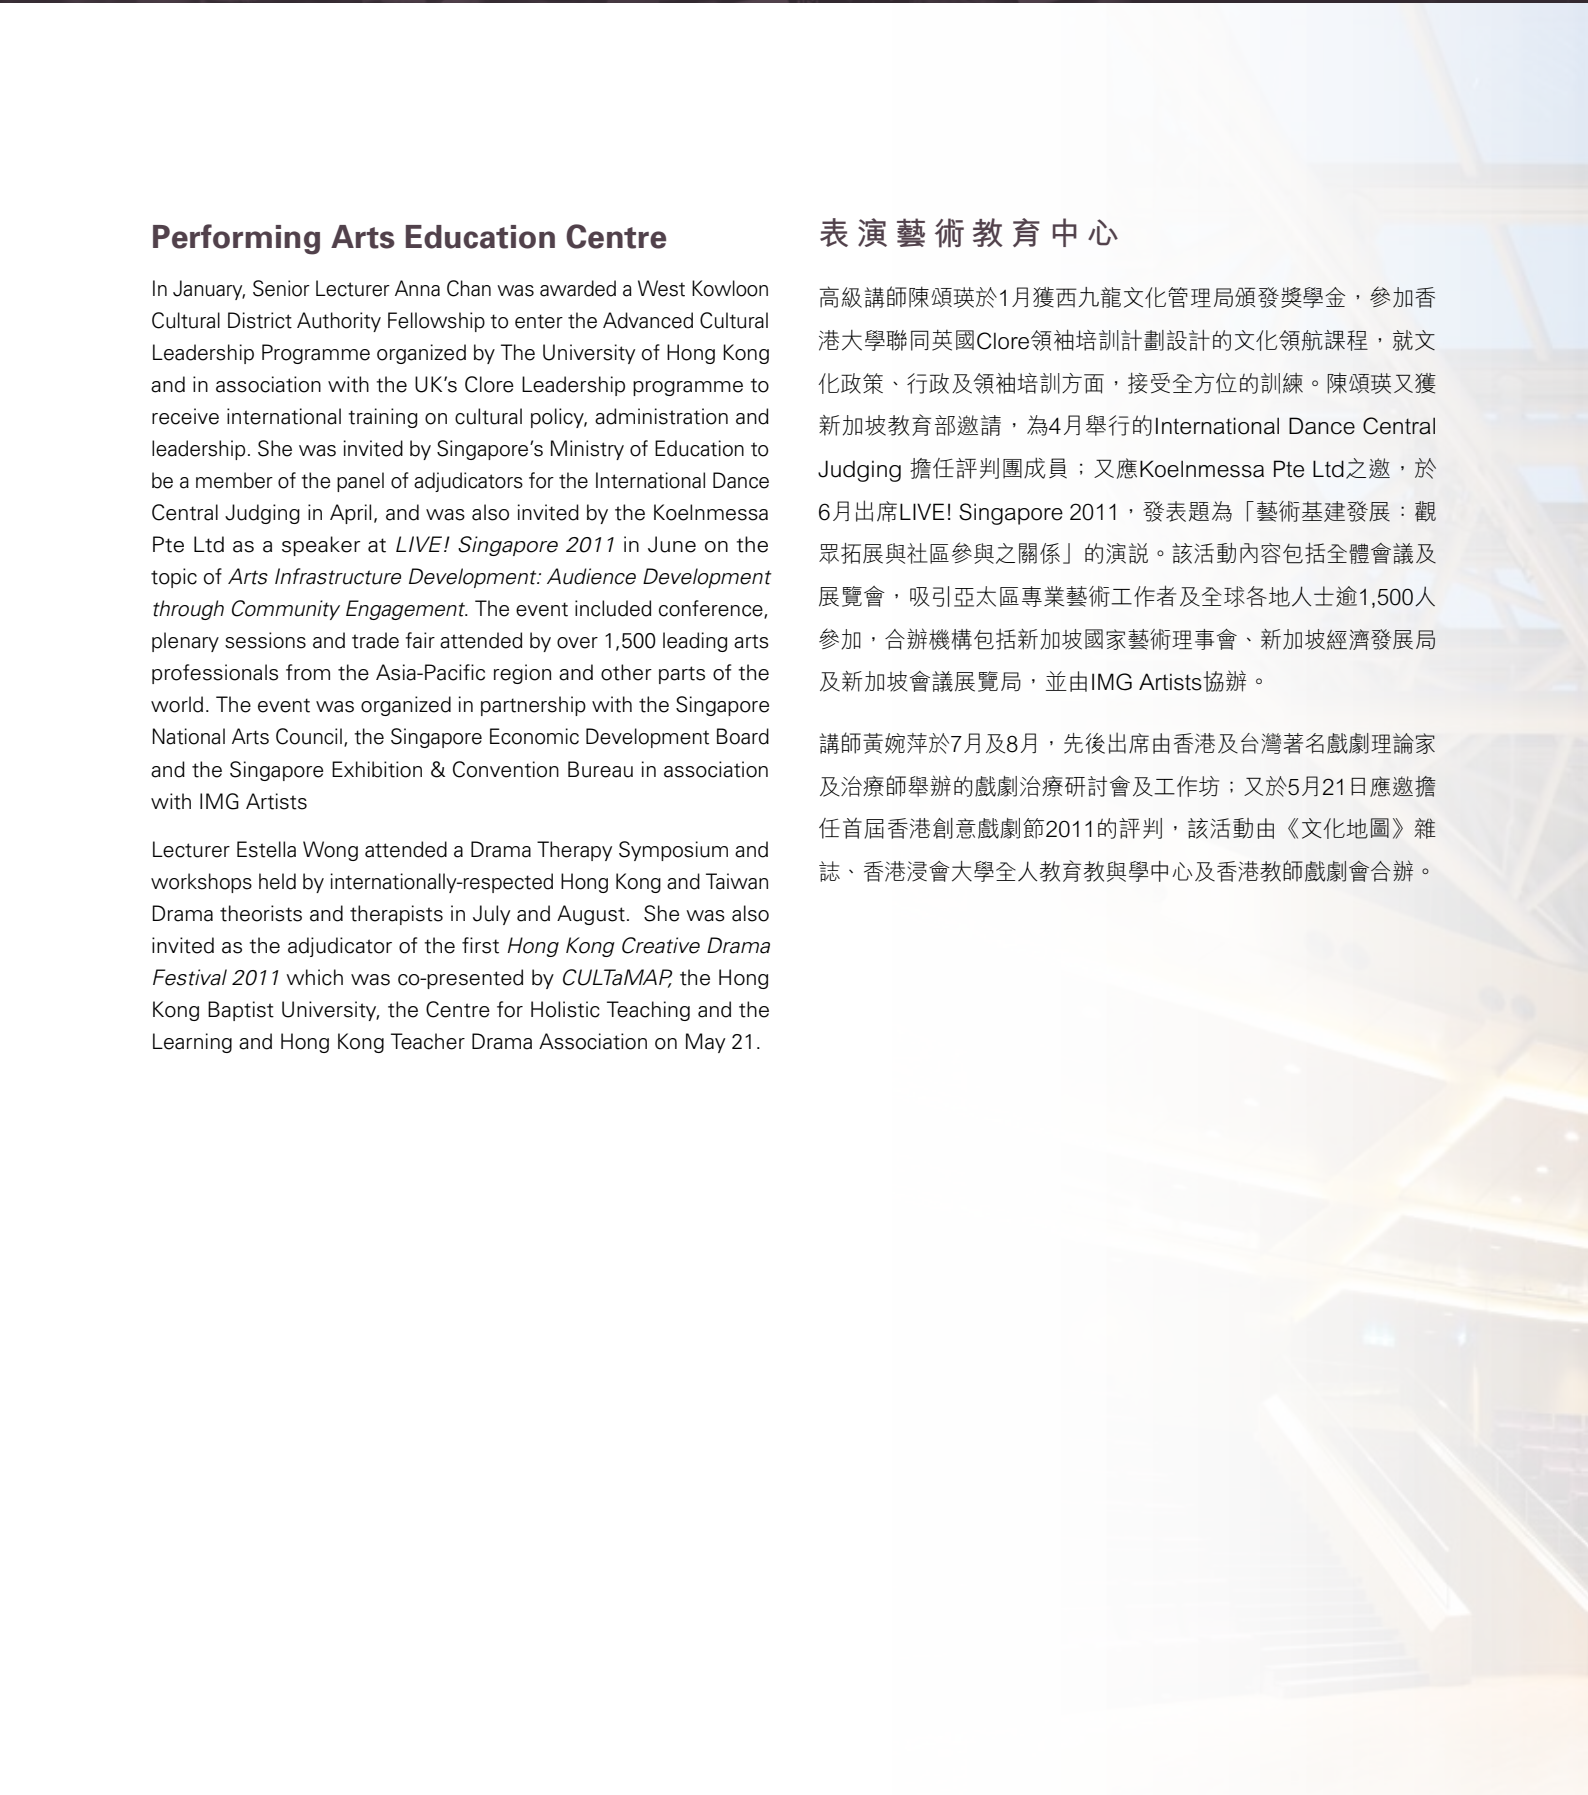 Performing Arts Education Centre
In January, Senior Lecturer Anna Chan was awarded a West Kowloon
Cultural District Authority Fellowship to enter the Advanced Cultural
Leadership Programme organized by The University of Hong Kong
and in association with the UK's Clore Leadership programme to
receive international training on cultural policy, administration and
leadership. She was invited by Singapore's Ministry of Education to
be a member of the panel of adjudicators for the International Dance
Central Judging in April, and was also invited by the Koelnmessa
Pte Ltd as a speaker at LIVE! Singapore 2011 in June on the
topic of Arts Infrastructure Development: Audience Development
through Community Engagement. The event included conference,
plenary sessions and trade fair attended by over 1,500 leading arts
professionals from the Asia-Pacific region and other parts of the
world. The event was organized in partnership with the Singapore
National Arts Council, the Singapore Economic Development Board
and the Singapore Exhibition & Convention Bureau in association
with IMG Artists
Lecturer Estella Wong attended a Drama Therapy Symposium and
workshops held by internationally-respected Hong Kong and Taiwan
Drama theorists and therapists in July and August.  She was also
invited as the adjudicator of the first Hong Kong Creative Drama
Festival 2011 which was co-presented by CULTaMAP, the Hong
Kong Baptist University, the Centre for Holistic Teaching and the
Learning and Hong Kong Teacher Drama Association on May 21.
表演藝術教育中心
高級講師陳頌瑛於1月獲西九龍文化管理局頒發獎學金，參加香
港大學聯同英國Clore領袖培訓計劃設計的文化領航課程，就文
化政策、行政及領袖培訓方面，接受全方位的訓練。陳頌瑛又獲
新加坡教育部邀請，為4月舉行的International Dance Central
Judging 擔任評判團成員；又應Koelnmessa Pte Ltd之邀，於
6月出席LIVE! Singapore 2011，發表題為「藝術基建發展：觀
眾拓展與社區參與之關係」的演說。該活動內容包括全體會議及
展覽會，吸引亞太區專業藝術工作者及全球各地人士逾1,500人
參加，合辦機構包括新加坡國家藝術理事會、新加坡經濟發展局
及新加坡會議展覽局，並由IMG Artists協辦。
講師黃婉萍於7月及8月，先後出席由香港及台灣著名戲劇理論家
及治療師舉辦的戲劇治療研討會及工作坊；又於5月21日應邀擔
任首屆香港創意戲劇節2011的評判，該活動由《文化地圖》雜
誌、香港浸會大學全人教育教與學中心及香港教師戲劇會合辦。